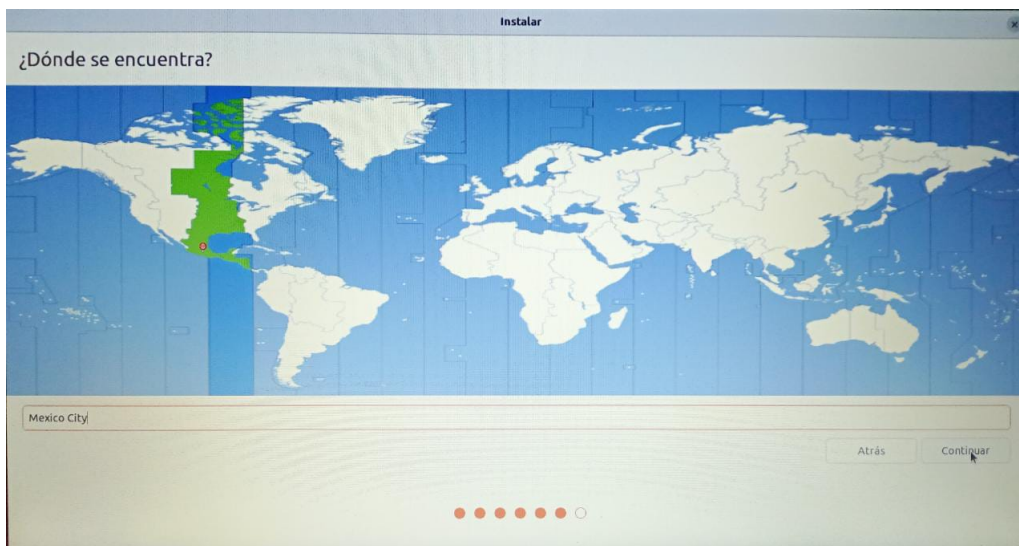 Instalar
¿Dónde se encuentra?
Mexico City
Atrás
Continuar